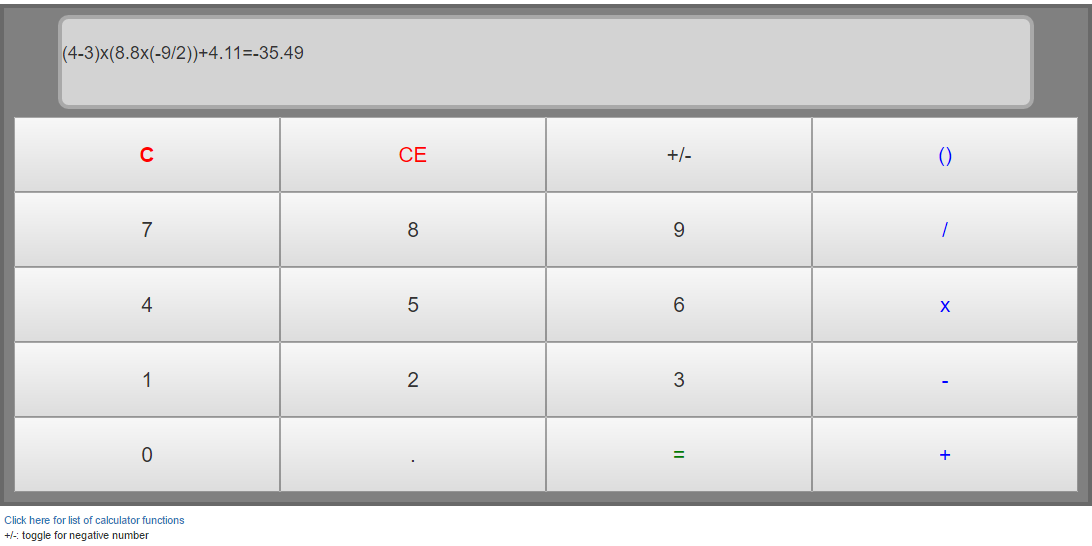 (4-3)x(8.8x(-9/2))+4.11=-35.49
C CE +/- ()
7 8 9 /
4 5 6 x
1 2 3 -
0 . = +
Click here for list of calculator functions
+/-: toggle for negative number